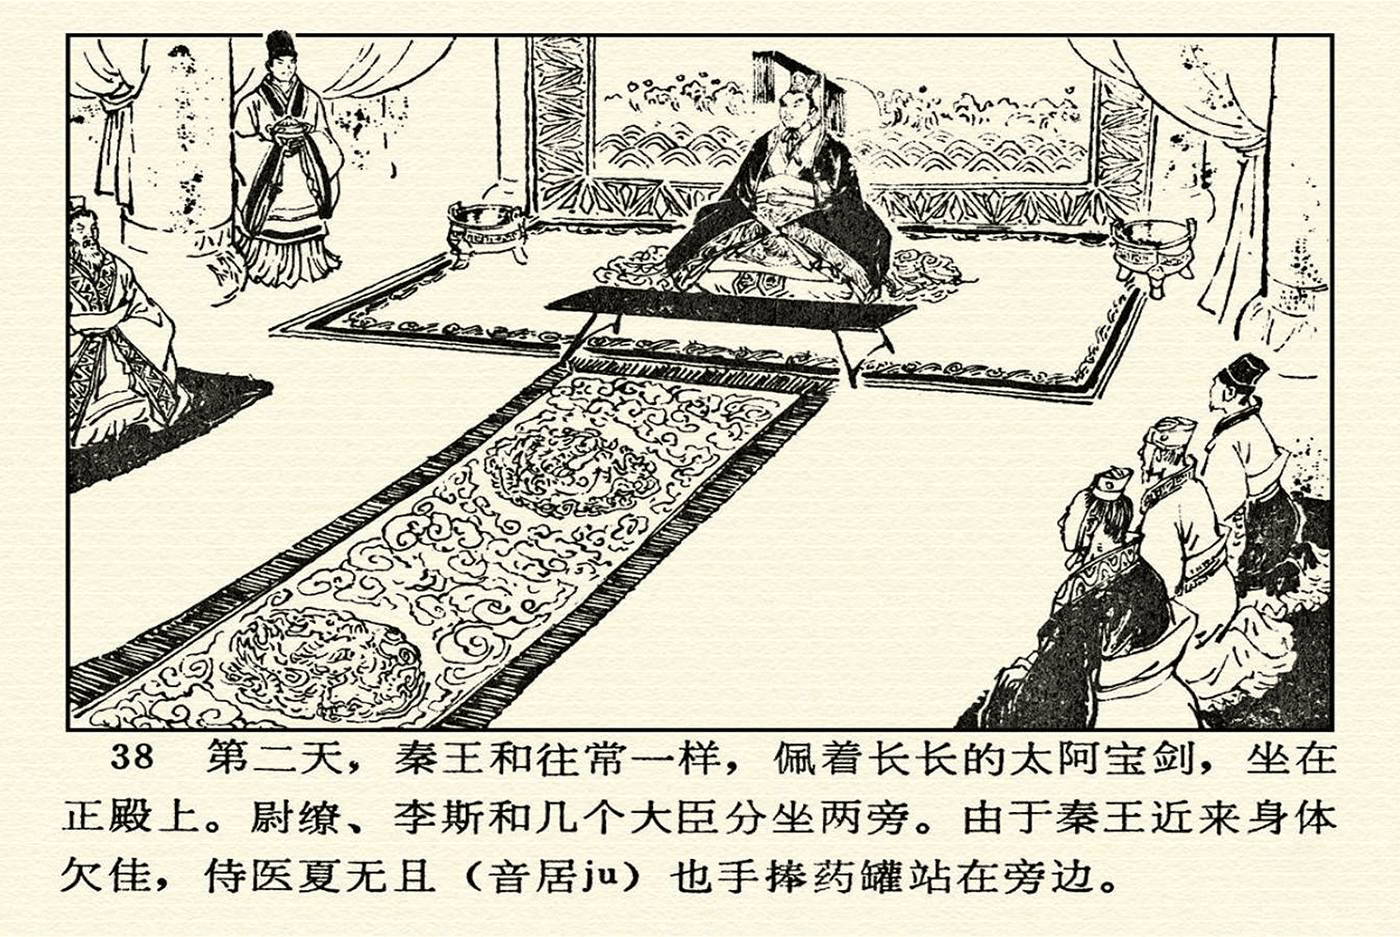 38 第二天，秦王和往常一样，佩着长长的太阿宝剑，坐在
正殿上。尉缭、李斯和几个大臣分坐两旁。由于秦王近来身体
欠佳，侍医夏无且（音居ju）也手捧药罐站在旁边。